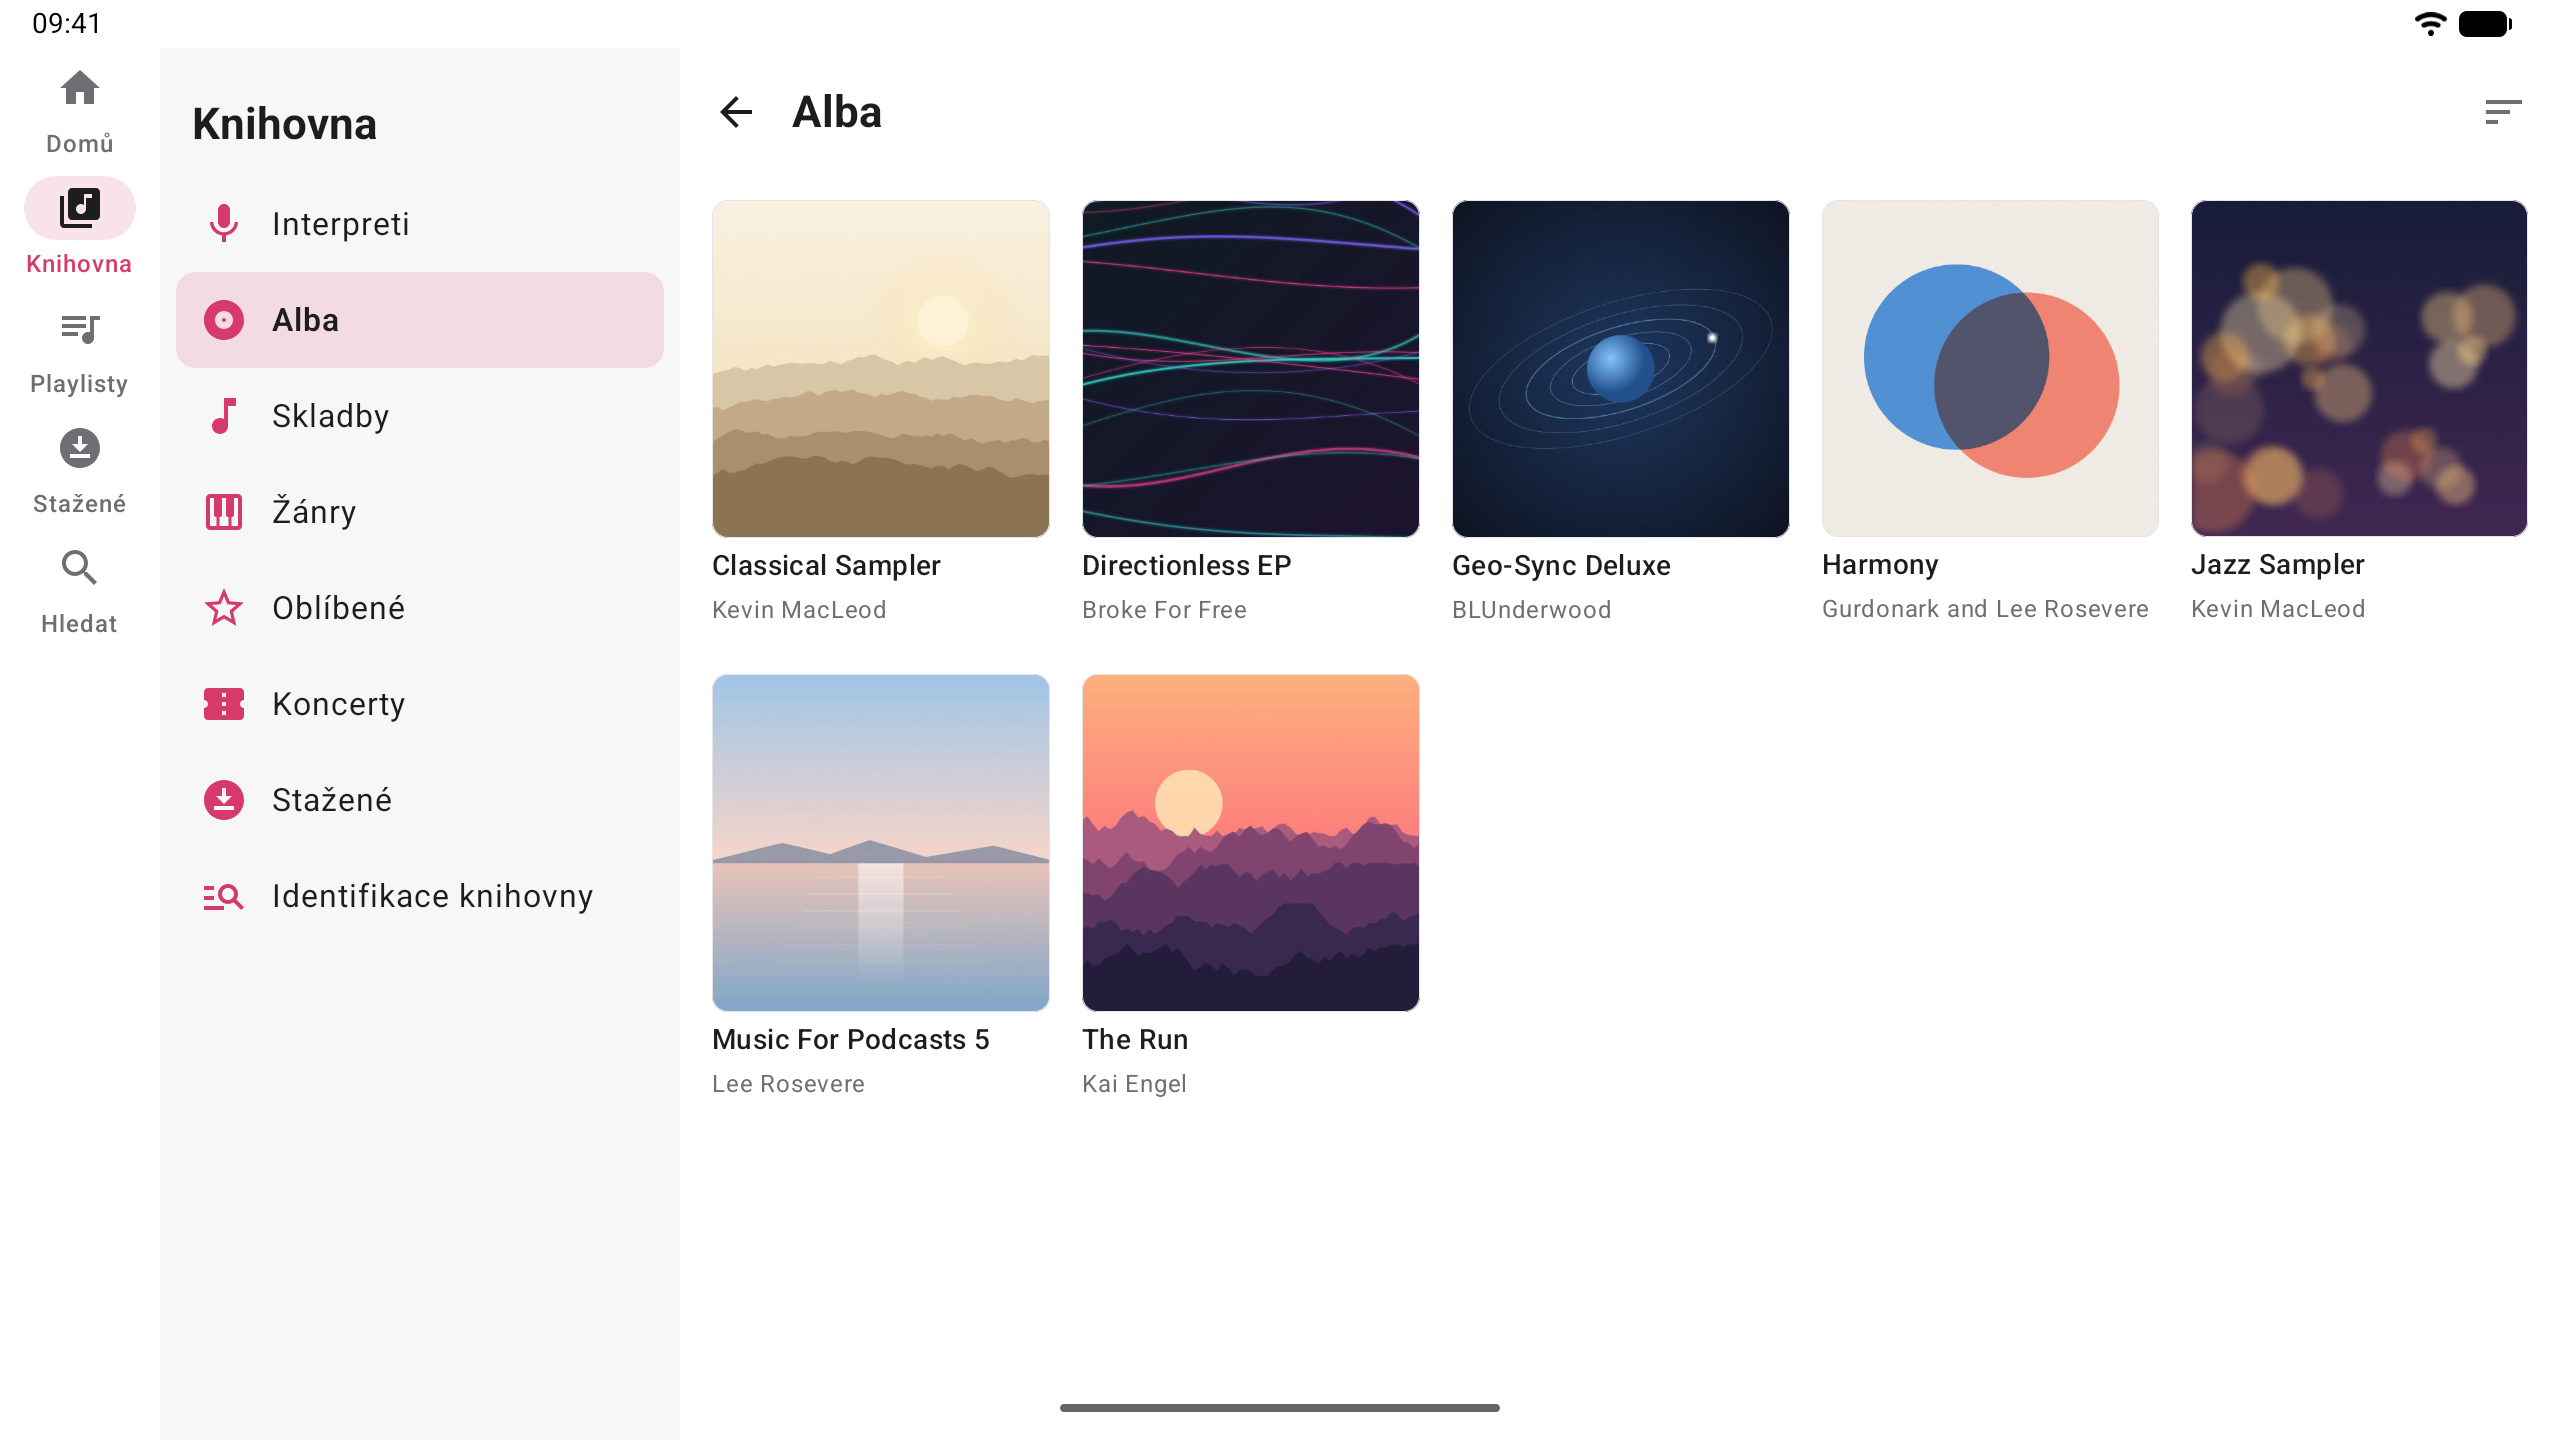 09:41
Domů
Knihovna
Playlisty
Stažené
Hledat
Knihovna
Interpreti
Alba
Skladby
Žánry
Oblíbené
Koncerty
Stažené
Identifikace knihovny
Alba
Classical Sampler
Kevin MacLeod
Directionless EP
Broke For Free
Geo-Sync Deluxe
BLUnderwood
Harmony
Gurdonark and Lee Rosevere
Jazz Sampler
Kevin MacLeod
Music For Podcasts 5
Lee Rosevere
The Run
Kai Engel